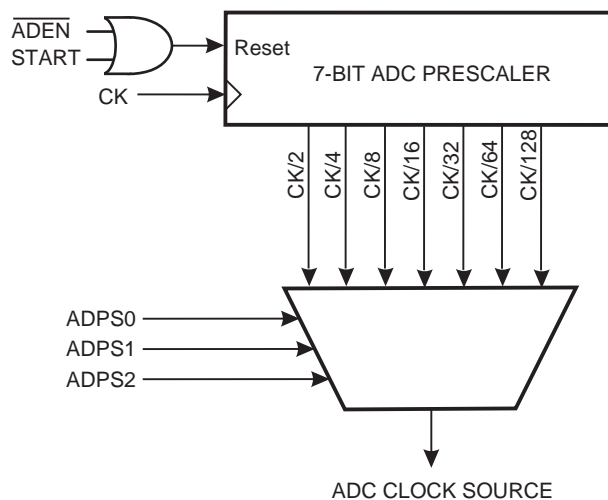 ADEN
START
Reset
7-BIT ADC PRESCALER
CK
CK/2
CK/4
CK/8
CK/16
CK/32
CK/64
CK/128
ADPS0
ADPS1
ADPS2
ADC CLOCK SOURCE